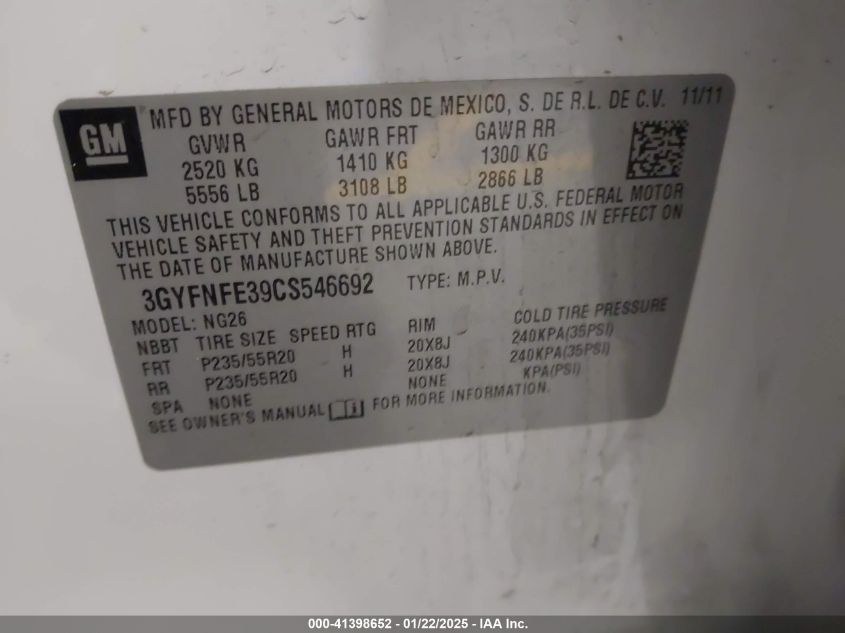 GM
MFD BY GENERAL MOTORS DE MEXICO, S. DE R.L. DE C.V. 11/11
GVWR GAWR FRT GAWR RR
2520 KG 1410 KG 1300 KG
5556 LB 3108 LB 2866 LB
THIS VEHICLE CONFORMS TO ALL APPLICABLE U.S. FEDERAL MOTOR
VEHICLE SAFETY AND THEFT PREVENTION STANDARDS IN EFFECT ON
THE DATE OF MANUFACTURE SHOWN ABOVE.
3GYFNFE39CS546692 TYPE: M.P.V.
MODEL: NG26
NBBT TIRE SIZE SPEED RTG RIM COLD TIRE PRESSURE
FRT P235/55R20 H 20X8J 240KPA(35PSI)
RR P235/55R20 H 20X8J 240KPA(35PSI)
SPA NONE NONE KPA(PSI)
SEE OWNER'S MANUAL FOR MORE INFORMATION.
000-41398652 - 01/22/2025 - IAA Inc.